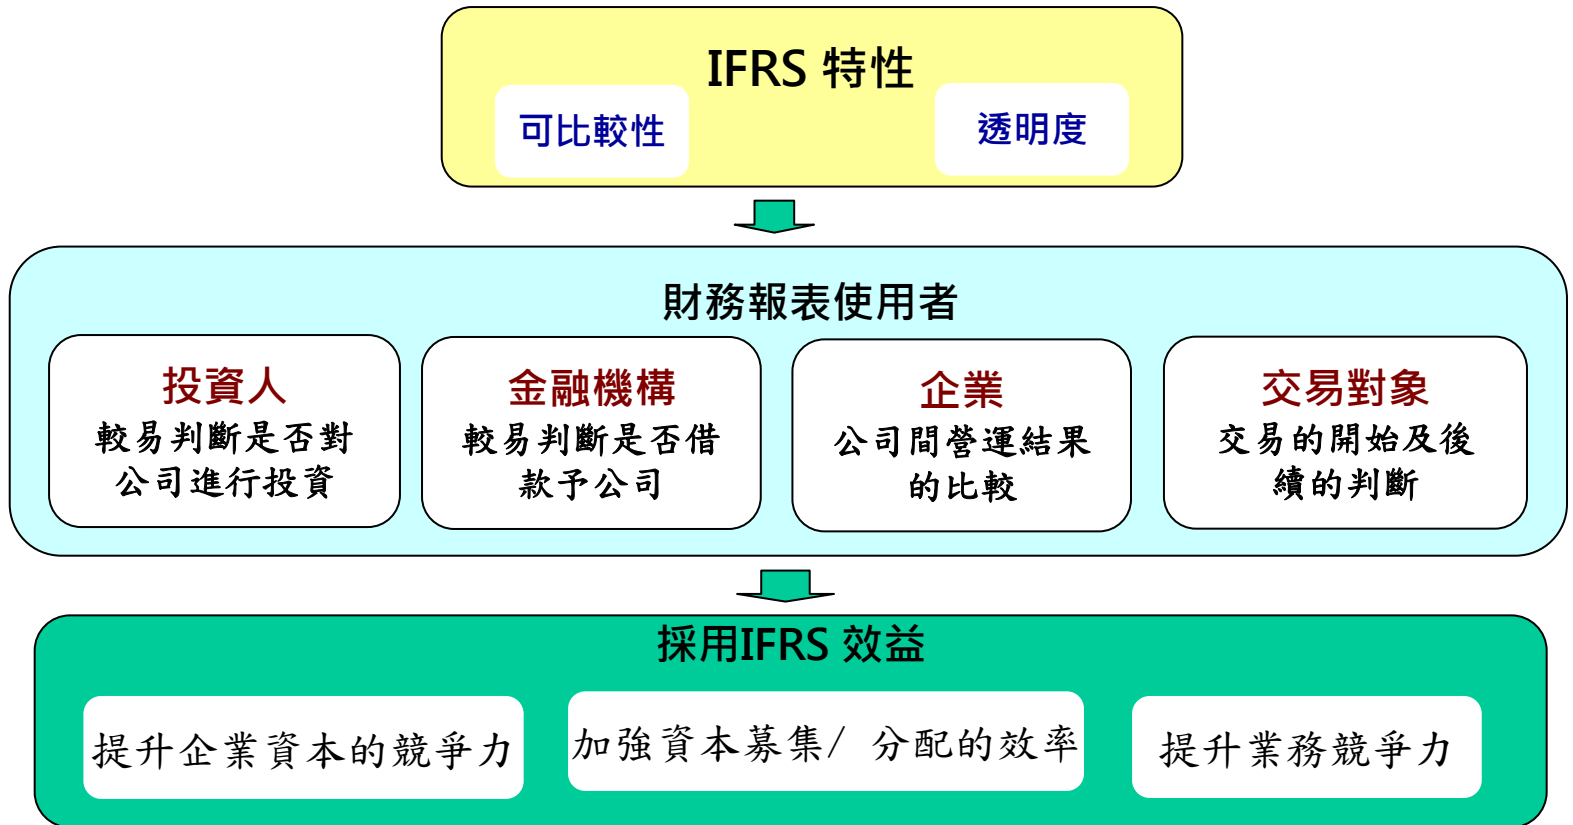 IFRS 特性
可比較性
透明度
財務報表使用者
投資人
較易判斷是否對
公司進行投資
金融機構
較易判斷是否借
款予公司
企業
公司間營運結果
的比較
交易對象
交易的開始及後
續的判斷
採用IFRS 效益
提升企業資本的競爭力
加強資本募集/ 分配的效率
提升業務競爭力